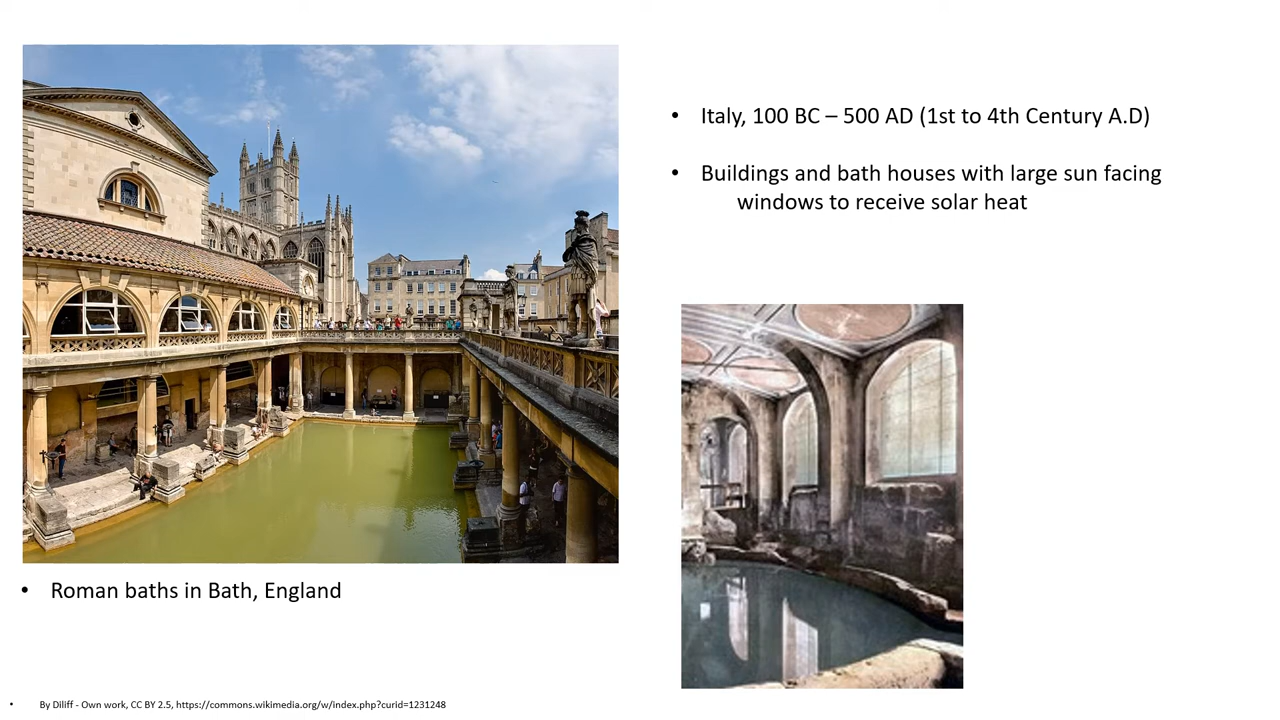 • Italy, 100 BC – 500 AD (1st to 4th Century A.D)
• Buildings and bath houses with large sun facing
windows to receive solar heat
• Roman baths in Bath, England
• By Diliff - Own work, CC BY 2.5, https://commons.wikimedia.org/w/index.php?curid=1231248